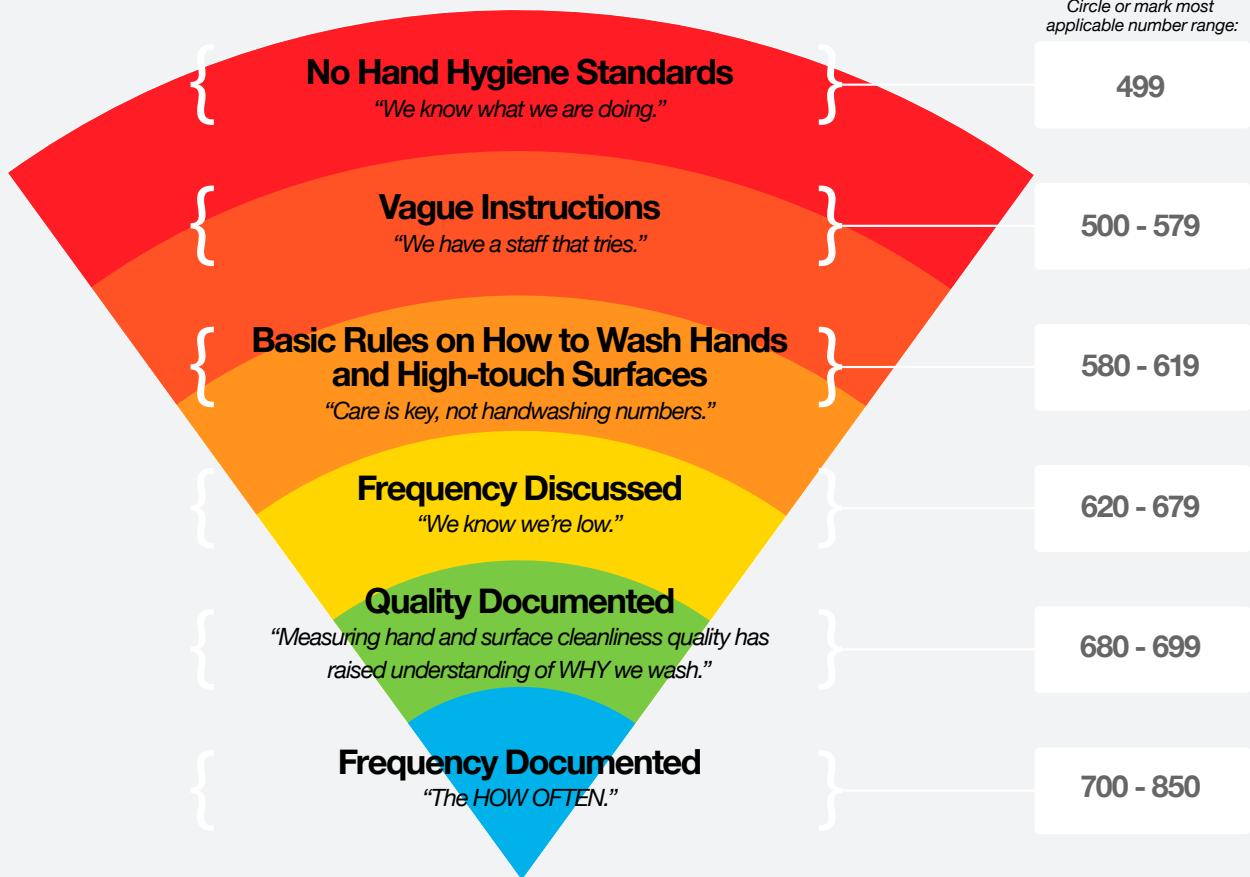 Circle or mark most
applicable number range:
No Hand Hygiene Standards
“We know what we are doing.”
499
Vague Instructions
“We have a staff that tries.”
500 - 579
Basic Rules on How to Wash Hands
and High-touch Surfaces
“Care is key, not handwashing numbers.”
580 - 619
Frequency Discussed
“We know we’re low.”
620 - 679
Quality Documented
“Measuring hand and surface cleanliness quality has
raised understanding of WHY we wash.”
680 - 699
Frequency Documented
“The HOW OFTEN.”
700 - 850